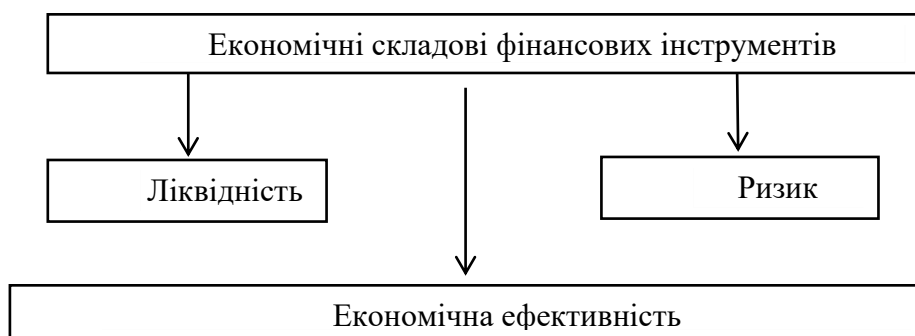 Економічні складові фінансових інструментів
Ліквідність
Ризик
Економічна ефективність